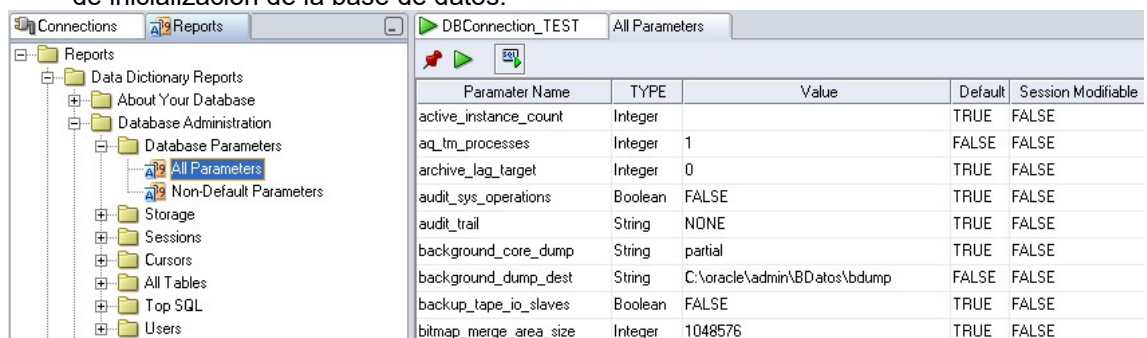 de inicialización de la base de datos.
Connections
Reports
DBConnection_TEST
All Parameters
Reports
Data Dictionary Reports
About Your Database
Database Administration
Database Parameters
All Parameters
Non-Default Parameters
Storage
Sessions
Cursors
All Tables
Top SQL
Users
Paramater Name TYPE Value Default Session Modifiable
active_instance_count Integer TRUE FALSE
aq_tm_processes Integer 1 FALSE FALSE
archive_lag_target Integer 0 TRUE FALSE
audit_sys_operations Boolean FALSE TRUE FALSE
audit_trail String NONE TRUE FALSE
background_core_dump String partial TRUE FALSE
background_dump_dest String C:\oracle\admin\BDatos\bdump FALSE FALSE
backup_tape_io_slaves Boolean FALSE TRUE FALSE
bitmap_merge_area_size Integer 1048576 TRUE FALSE